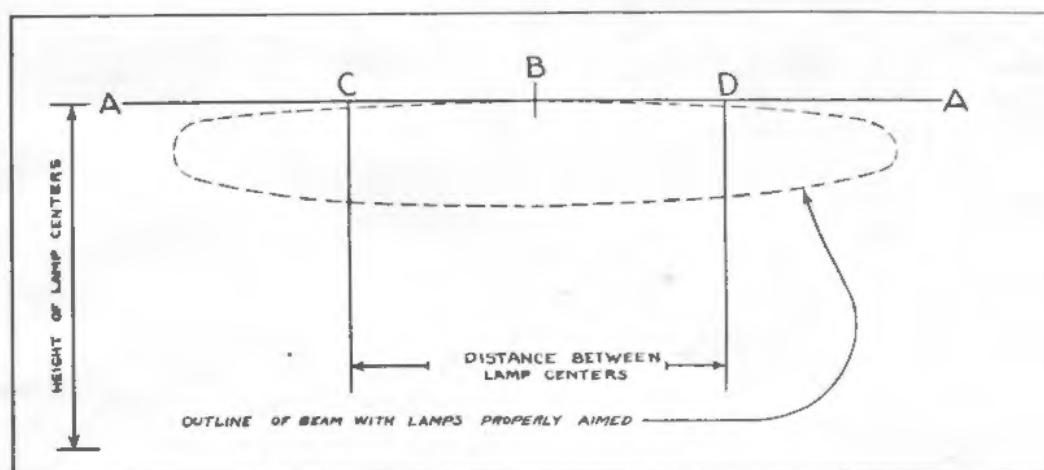 B
C
D
A
A
HEIGHT OF LAMP CENTERS
DISTANCE BETWEEN
LAMP CENTERS
OUTLINE OF BEAM WITH LAMPS PROPERLY AIMED